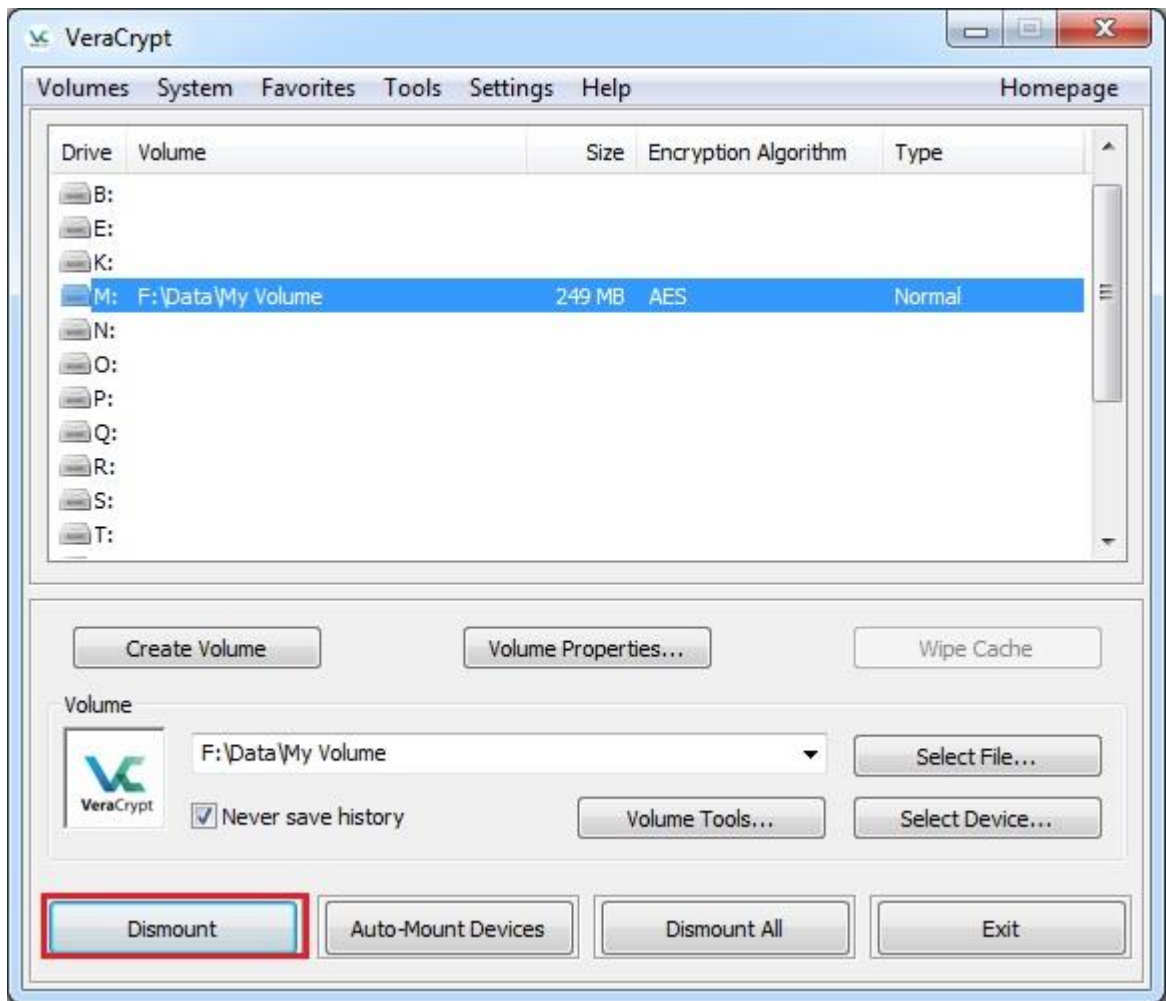 VeraCrypt
Volumes System Favorites Tools Settings Help Homepage
Drive Volume Size Encryption Algorithm Type
B:
E:
K:
M: F:\Data\My Volume 249 MB AES Normal
N:
O:
P:
Q:
R:
S:
T:
Create Volume Volume Properties... Wipe Cache
Volume
F:\Data\My Volume Select File...
VeraCrypt
Never save history Volume Tools... Select Device...
Dismount Auto-Mount Devices Dismount All Exit